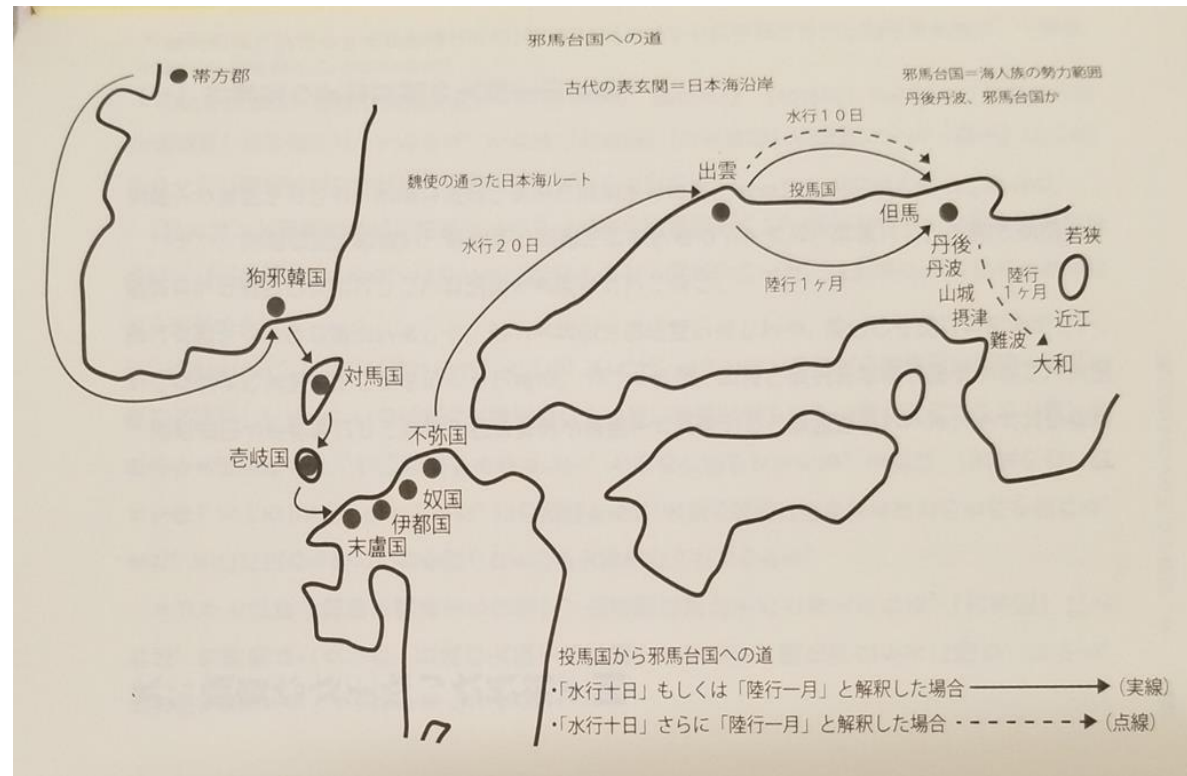 邪馬台国への道
帯方郡
古代の表玄関＝日本海沿岸
邪馬台国＝海人族の勢力範囲
丹後丹波、邪馬台国か
水行１０日
出雲
魏使の通った日本海ルート
投馬国
但馬
水行２０日
丹後
若狭
丹波
陸行
1ヶ月
陸行1ヶ月
狗邪韓国
山城
摂津
近江
難波
大和
対馬国
不弥国
壱岐国
奴国
伊都国
末盧国
投馬国から邪馬台国への道
・「水行十日」もしくは「陸行一月」と解釈した場合
（実線）
・「水行十日」さらに「陸行一月」と解釈した場合
（点線）